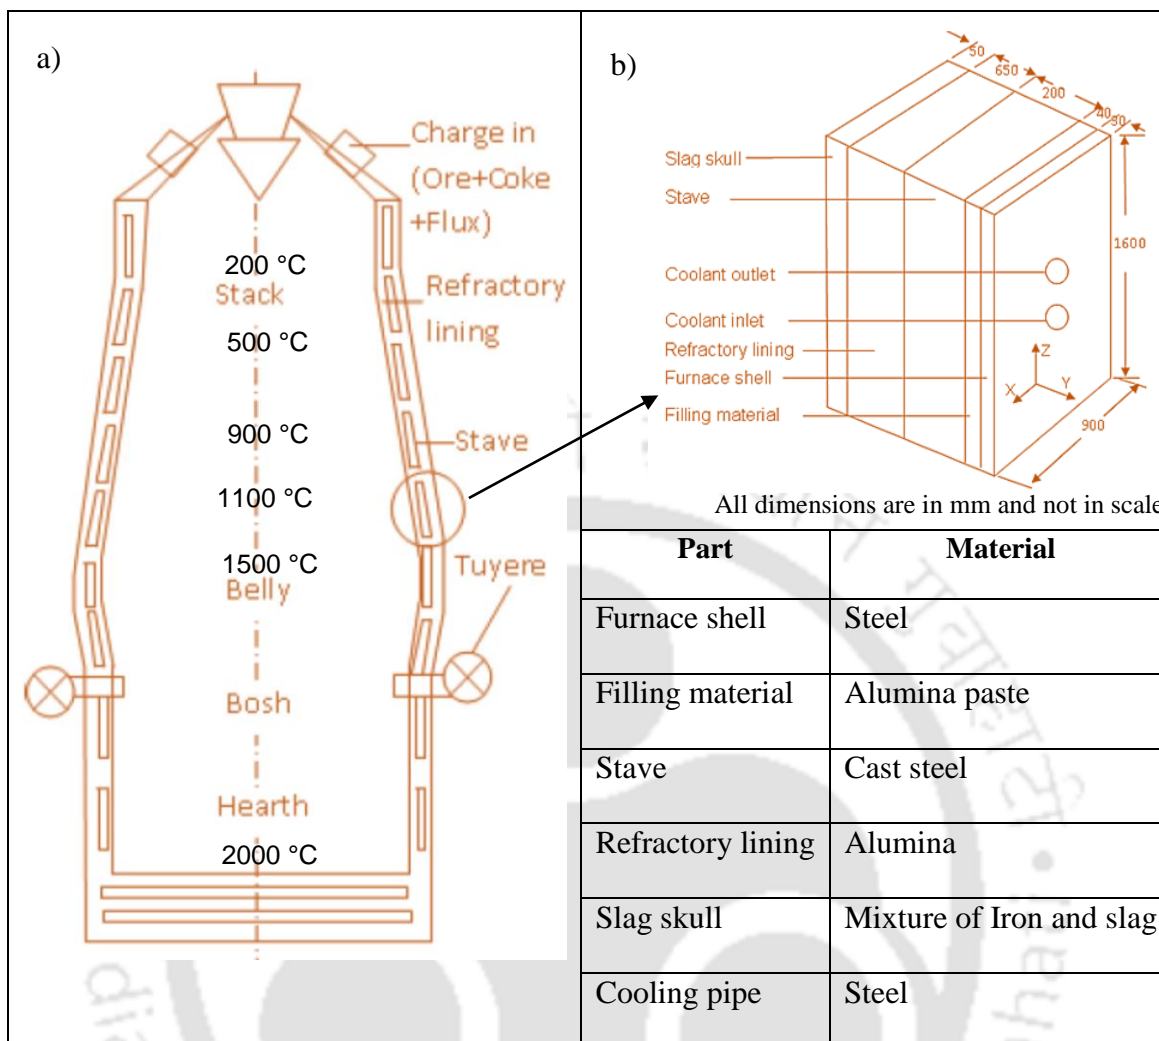 a)
Charge in
(Ore+Coke
+Flux)
200 °C
Stack
Refractory
lining
500 °C
900 °C
Stave
1100 °C
1500 °C
Belly
Tuyere
Bosh
Hearth
2000 °C
b)
50
650
200
40
30
Slag skull
Stave
1600
Coolant outlet
Coolant inlet
Refractory lining
Furnace shell
Filling material
Z
X
Y
900
All dimensions are in mm and not in scale
Part Material
Furnace shell Steel
Filling material Alumina paste
Stave Cast steel
Refractory lining Alumina
Slag skull Mixture of Iron and slag
Cooling pipe Steel